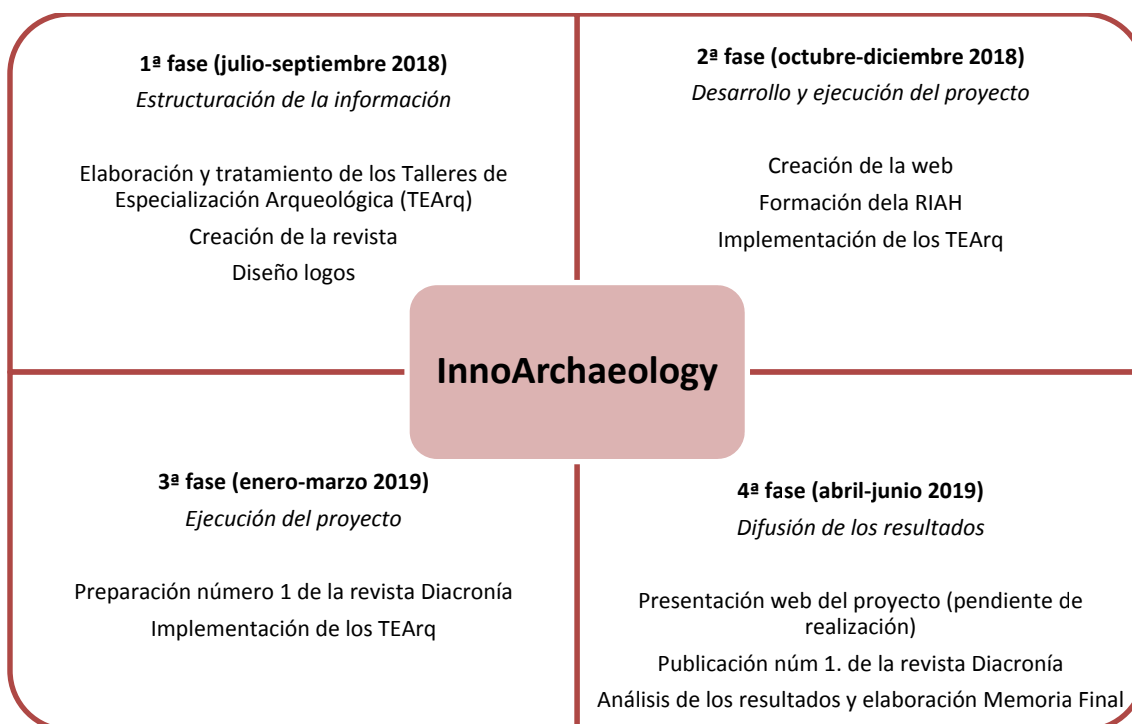 1ª fase (julio-septiembre 2018)
Estructuración de la información
Elaboración y tratamiento de los Talleres de
Especialización Arqueológica (TEArq)
Creación de la revista
Diseño logos
2ª fase (octubre-diciembre 2018)
Desarrollo y ejecución del proyecto
Creación de la web
Formación dela RIAH
Implementación de los TEArq
InnoArchaeology
3ª fase (enero-marzo 2019)
Ejecución del proyecto
Preparación número 1 de la revista Diacronía
Implementación de los TEArq
4ª fase (abril-junio 2019)
Difusión de los resultados
Presentación web del proyecto (pendiente de
realización)
Publicación núm 1. de la revista Diacronía
Análisis de los resultados y elaboración Memoria Final